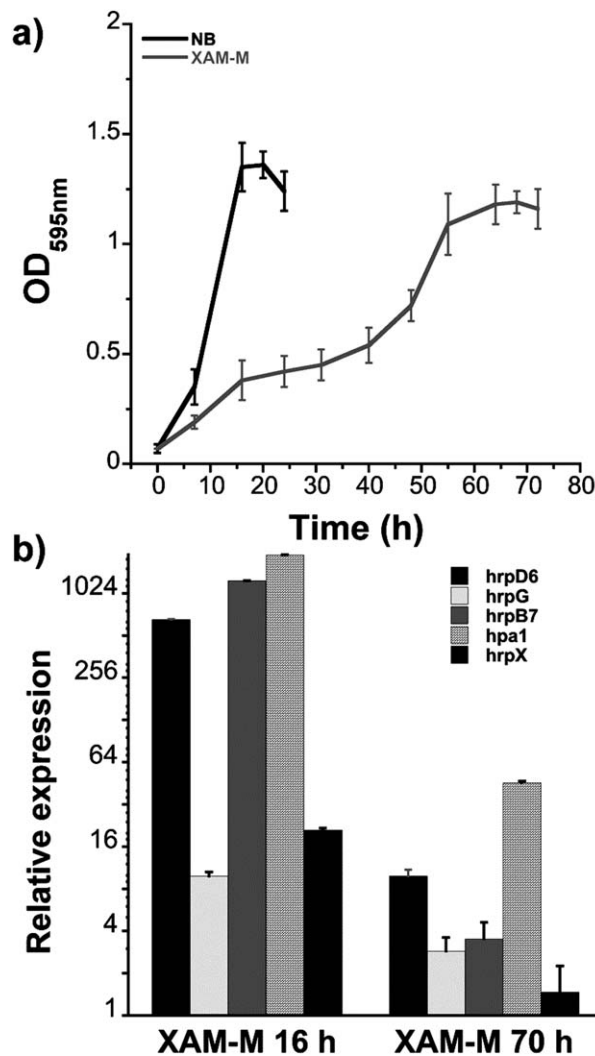 a)
2
1.5
1
0.5
0
NB
XAM-M
OD595nm
0 10 20 30 40 50 60 70 80
Time (h)
b)
1024
256
64
16
4
1
Relative expression
hrpD6
hrpG
hrpB7
hpa1
hrpX
XAM-M 16 h XAM-M 70 h